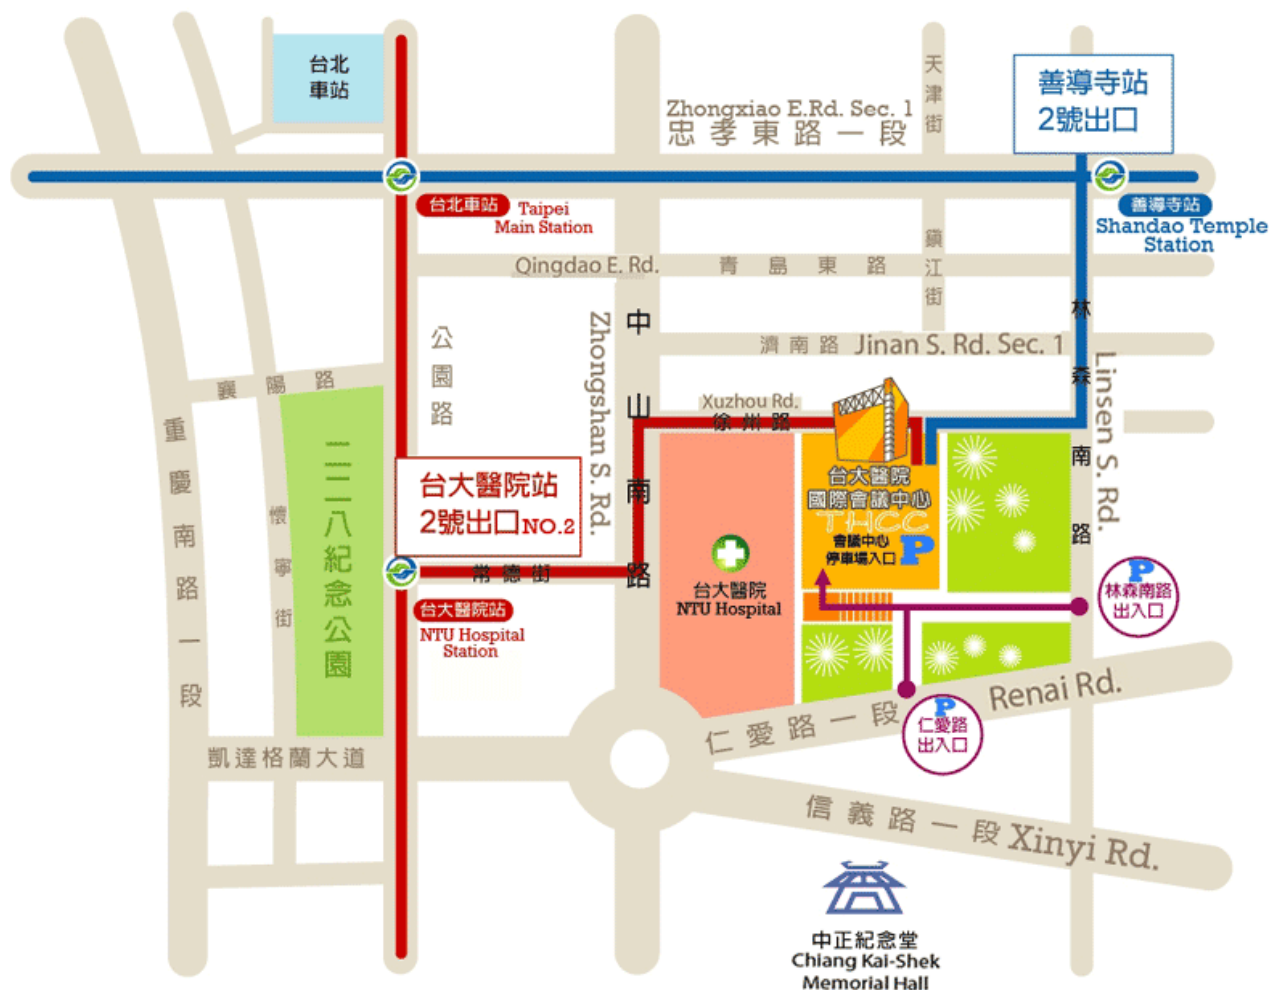 台北
車站
Zhongxiao E.Rd. Sec. 1
忠孝東路一段
天津街
善導寺站
2號出口
台北車站
Taipei
Main Station
善導寺站
Shandao Temple
Station
Qingdao E. Rd.
青島東路
鎮江街
公園路
Zhongshan S. Rd.
中山南路
濟南路 Jinan S. Rd. Sec. 1
林森南路
Linsen S. Rd.
襄陽路
Xuzhou Rd.
徐州路
重慶南路一段
懷寧街
二二八紀念公園
台大醫院站
2號出口NO.2
常德街
台大醫院站
NTU Hospital
Station
台大醫院
NTU Hospital
台大醫院
國際會議中心
THCC
會議中心
停車場入口
P
P
林森南路
出入口
P
仁愛路
出入口
仁愛路一段 Renai Rd.
凱達格蘭大道
信義路一段 Xinyi Rd.
中正紀念堂
Chiang Kai-Shek
Memorial Hall